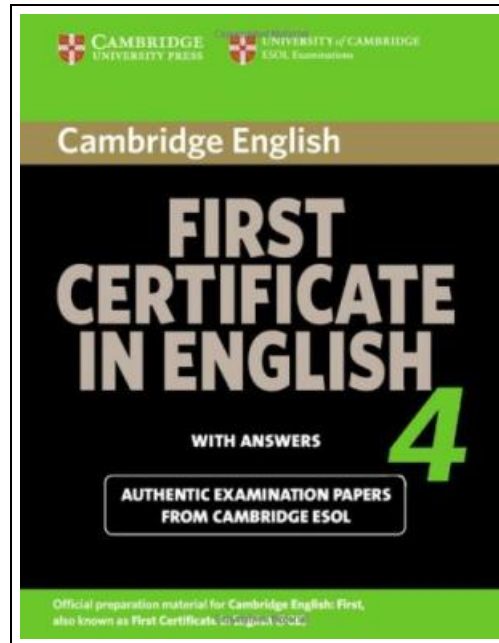 CAMBRIDGE
UNIVERSITY PRESS
UNIVERSITY of CAMBRIDGE
ESOL Examinations
Cambridge English
FIRST
CERTIFICATE
IN ENGLISH
4
WITH ANSWERS
AUTHENTIC EXAMINATION PAPERS
FROM CAMBRIDGE ESOL
Official preparation material for Cambridge English: First,
also known as First Certificate